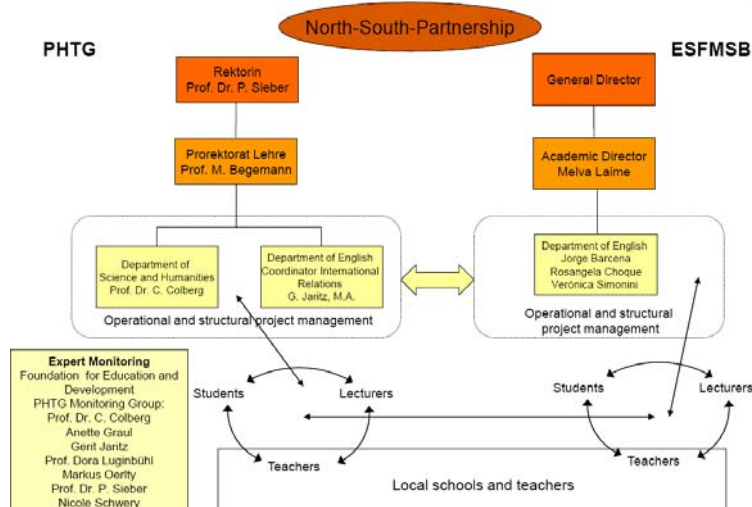 North-South-Partnership
PHTG
ESFMSB
Rektorin
Prof. Dr. P. Sieber
General Director
Prorektorat Lehre
Prof. M. Begemann
Academic Director
Melva Laime
Department of
Science and Humanities
Prof. Dr. C. Colberg
Department of English
Coordinator International
Relations
G. Jaritz, M.A.
Operational and structural project management
Department of English
Jorge Barcena
Rosangela Choque
Verónica Simonini
Operational and structural
project management
Expert Monitoring
Foundation for Education and
Development
PHTG Monitoring Group:
Prof. Dr. C. Colberg
Anette Graul
Gerit Jaritz
Prof. Dora Luginbühl
Markus Oertly
Prof. Dr. P. Sieber
Nicole Schwery
Students
Lecturers
Teachers
Students
Lecturers
Teachers
Local schools and teachers